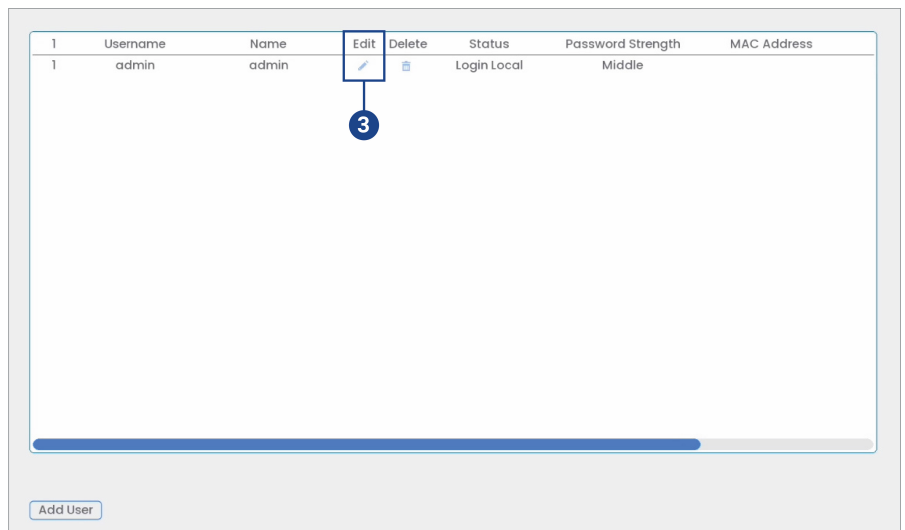 1 Username Name Edit Delete Status Password Strength MAC Address
1 admin admin Login Local Middle
3
Add User